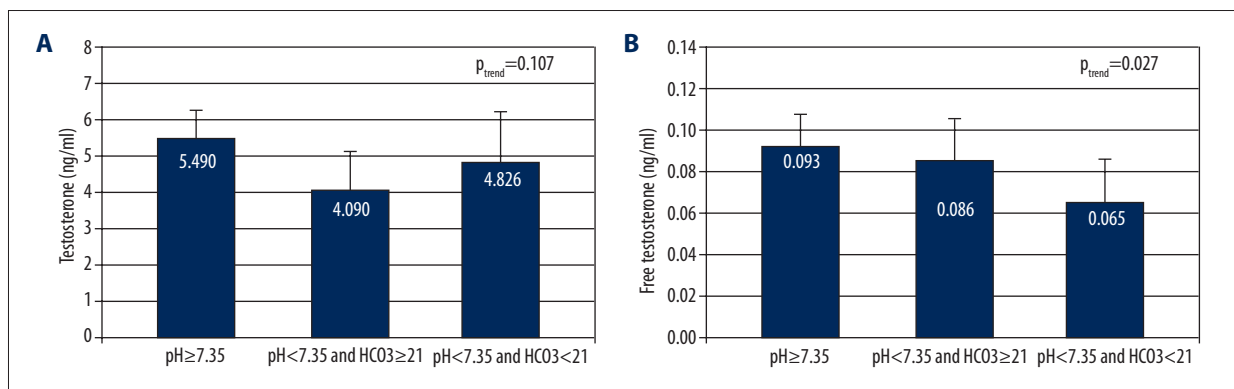 A
Testosterone (ng/ml)
8
7
6
5
4
3
2
1
0
p_trend=0.107
5.490
4.090
4.826
pH≥7.35
pH<7.35 and HCO3≥21
pH<7.35 and HCO3<21
B
Free testosterone (ng/ml)
0.14
0.12
0.10
0.08
0.06
0.04
0.02
0.00
p_trend=0.027
0.093
0.086
0.065
pH≥7.35
pH<7.35 and HCO3≥21
pH<7.35 and HCO3<21